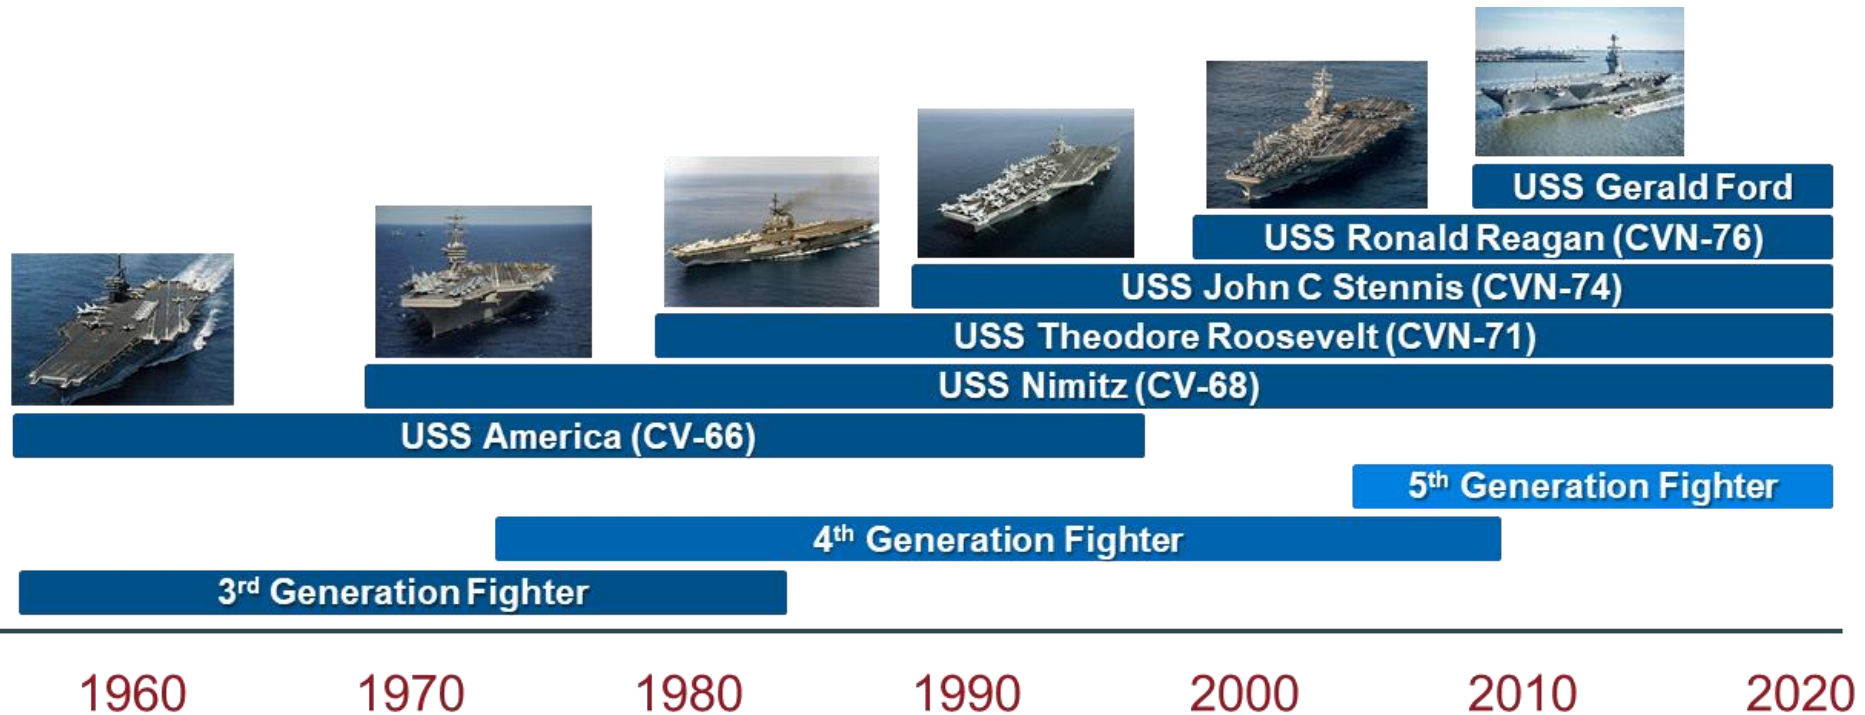 USS Gerald Ford
USS Ronald Reagan (CVN-76)
USS John C Stennis (CVN-74)
USS Theodore Roosevelt (CVN-71)
USS Nimitz (CV-68)
USS America (CV-66)
5th Generation Fighter
4th Generation Fighter
3rd Generation Fighter
1960 1970 1980 1990 2000 2010 2020